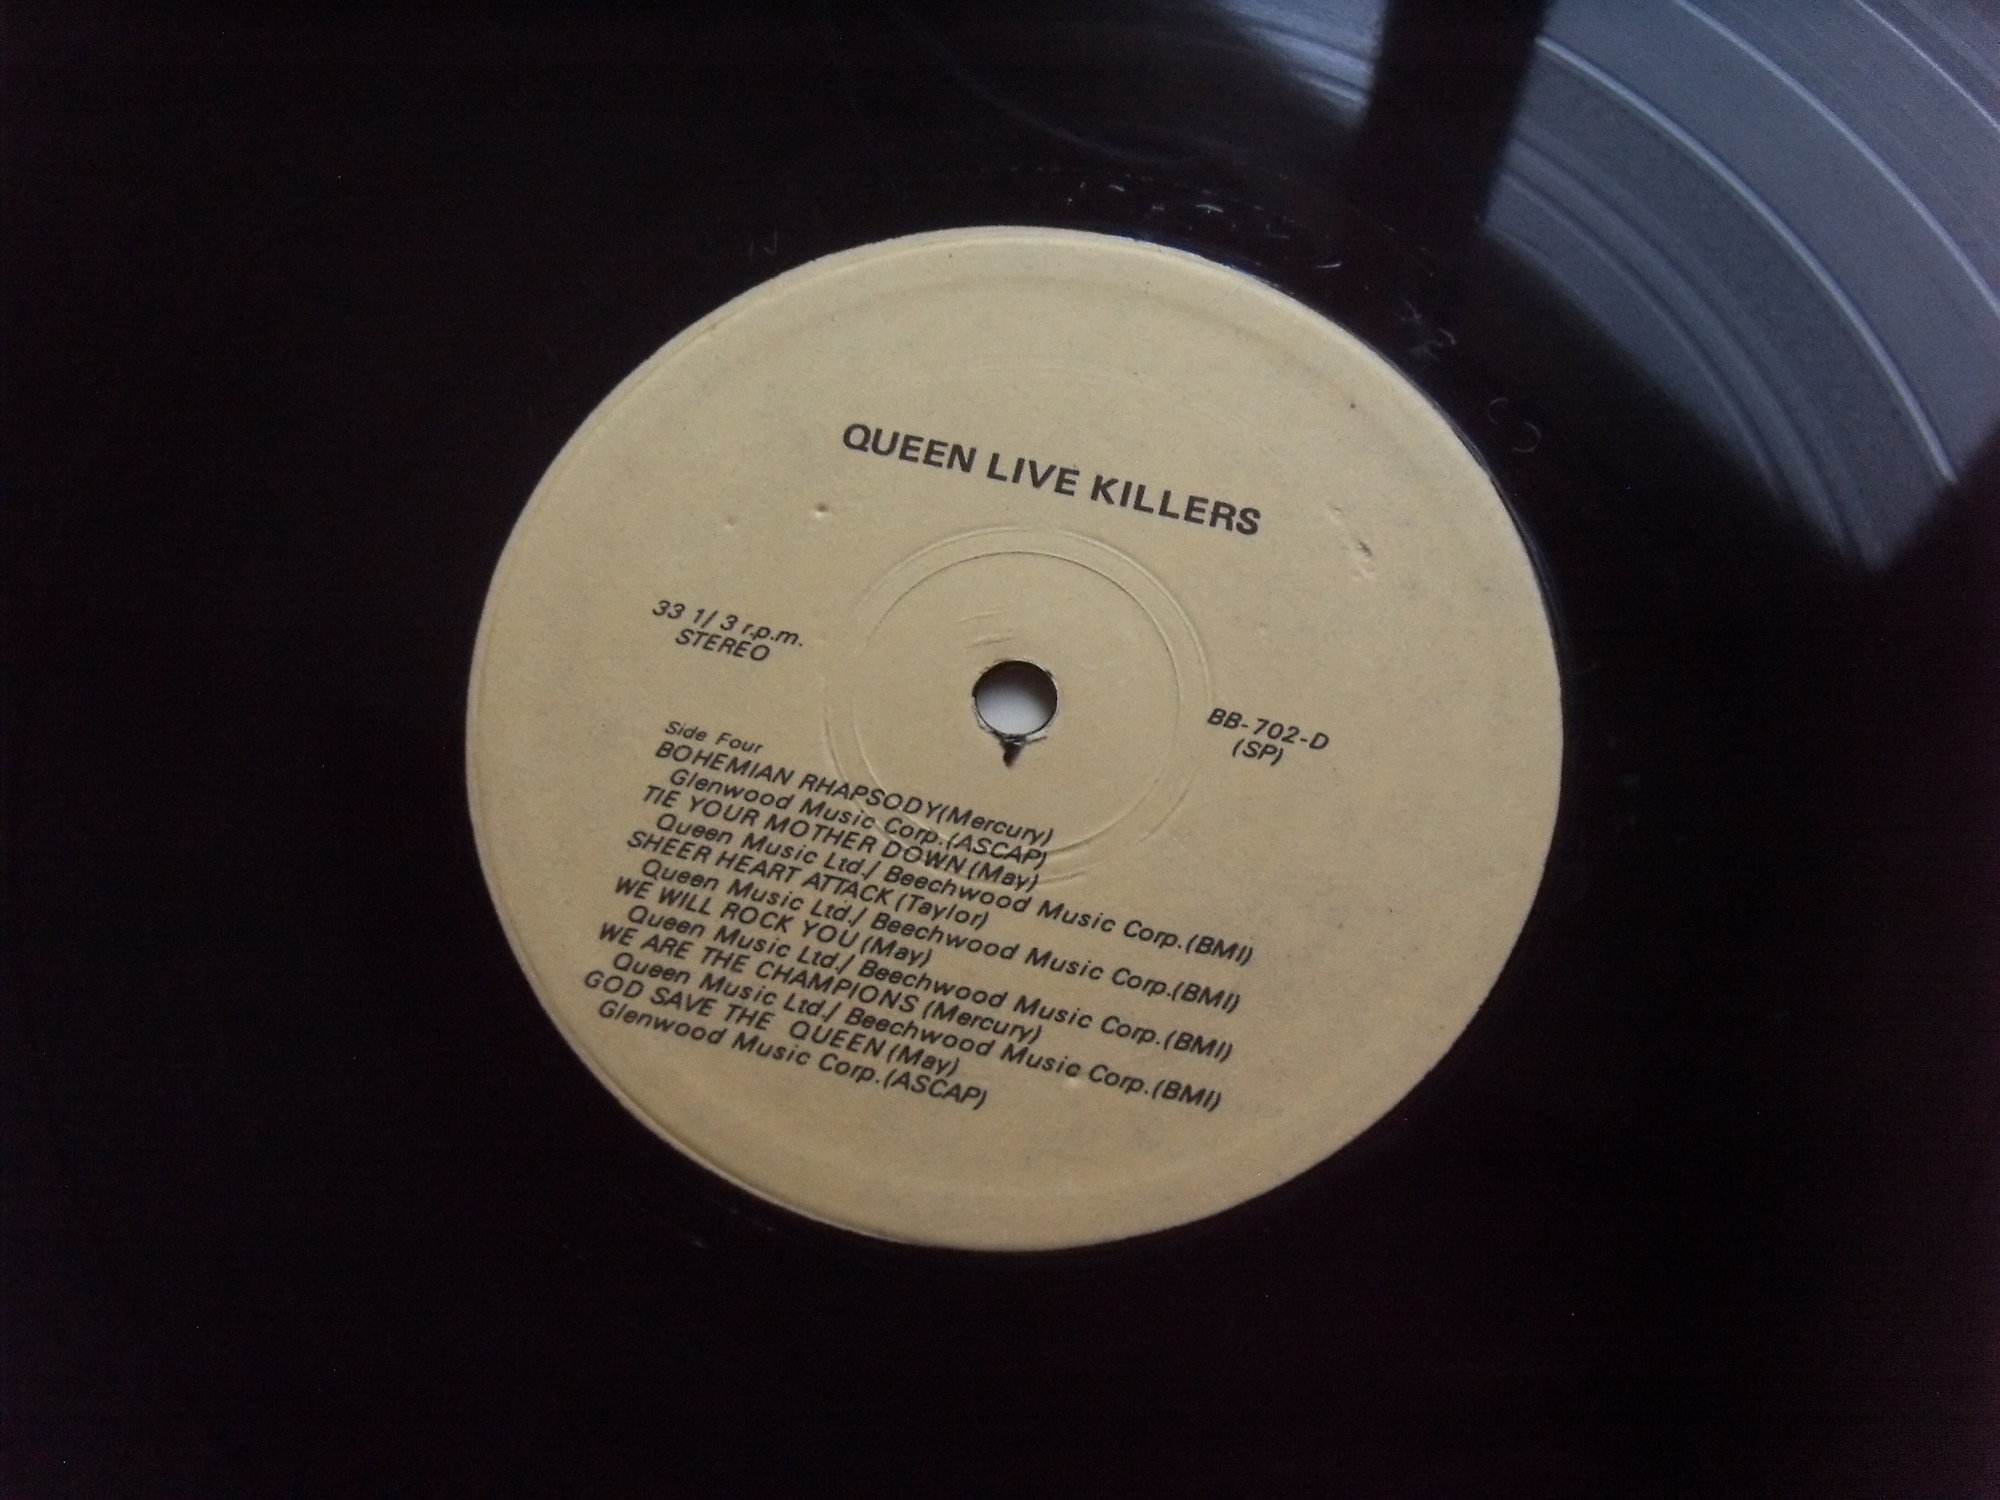 QUEEN LIVE KILLERS
33 1/3 r.p.m.
STEREO
BB-702-D
(SP)
Side Four
BOHEMIAN RHAPSODY(Mercury)
Glenwood Music Corp.(ASCAP)
TIE YOUR MOTHER DOWN(May)
Queen Music Ltd./Beechwood Music Corp.(BMI)
SHEER HEART ATTACK(Taylor)
Queen Music Ltd./Beechwood Music Corp.(BMI)
WE WILL ROCK YOU(May)
Queen Music Ltd./Beechwood Music Corp.(BMI)
WE ARE THE CHAMPIONS (Mercury)
Queen Music Ltd./Beechwood Music Corp.(BMI)
GOD SAVE THE QUEEN(May)
Glenwood Music Corp.(ASCAP)